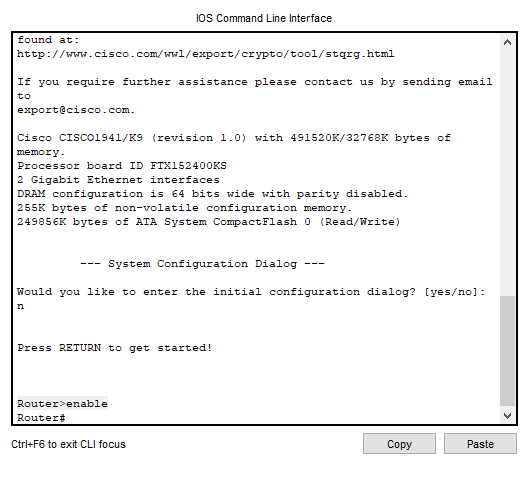 IOS Command Line Interface
found at:
http://www.cisco.com/wwl/export/crypto/tool/stqrg.html
If you require further assistance please contact us by sending email
to
export@cisco.com.
Cisco CISCO1941/K9 (revision 1.0) with 491520K/32768K bytes of
memory.
Processor board ID FTX152400KS
2 Gigabit Ethernet interfaces
DRAM configuration is 64 bits wide with parity disabled.
255K bytes of non-volatile configuration memory.
249856K bytes of ATA System CompactFlash 0 (Read/Write)
--- System Configuration Dialog ---
Would you like to enter the initial configuration dialog? [yes/no]:
n
Press RETURN to get started!
Router>enable
Router#
Ctrl+F6 to exit CLI focus
Copy
Paste